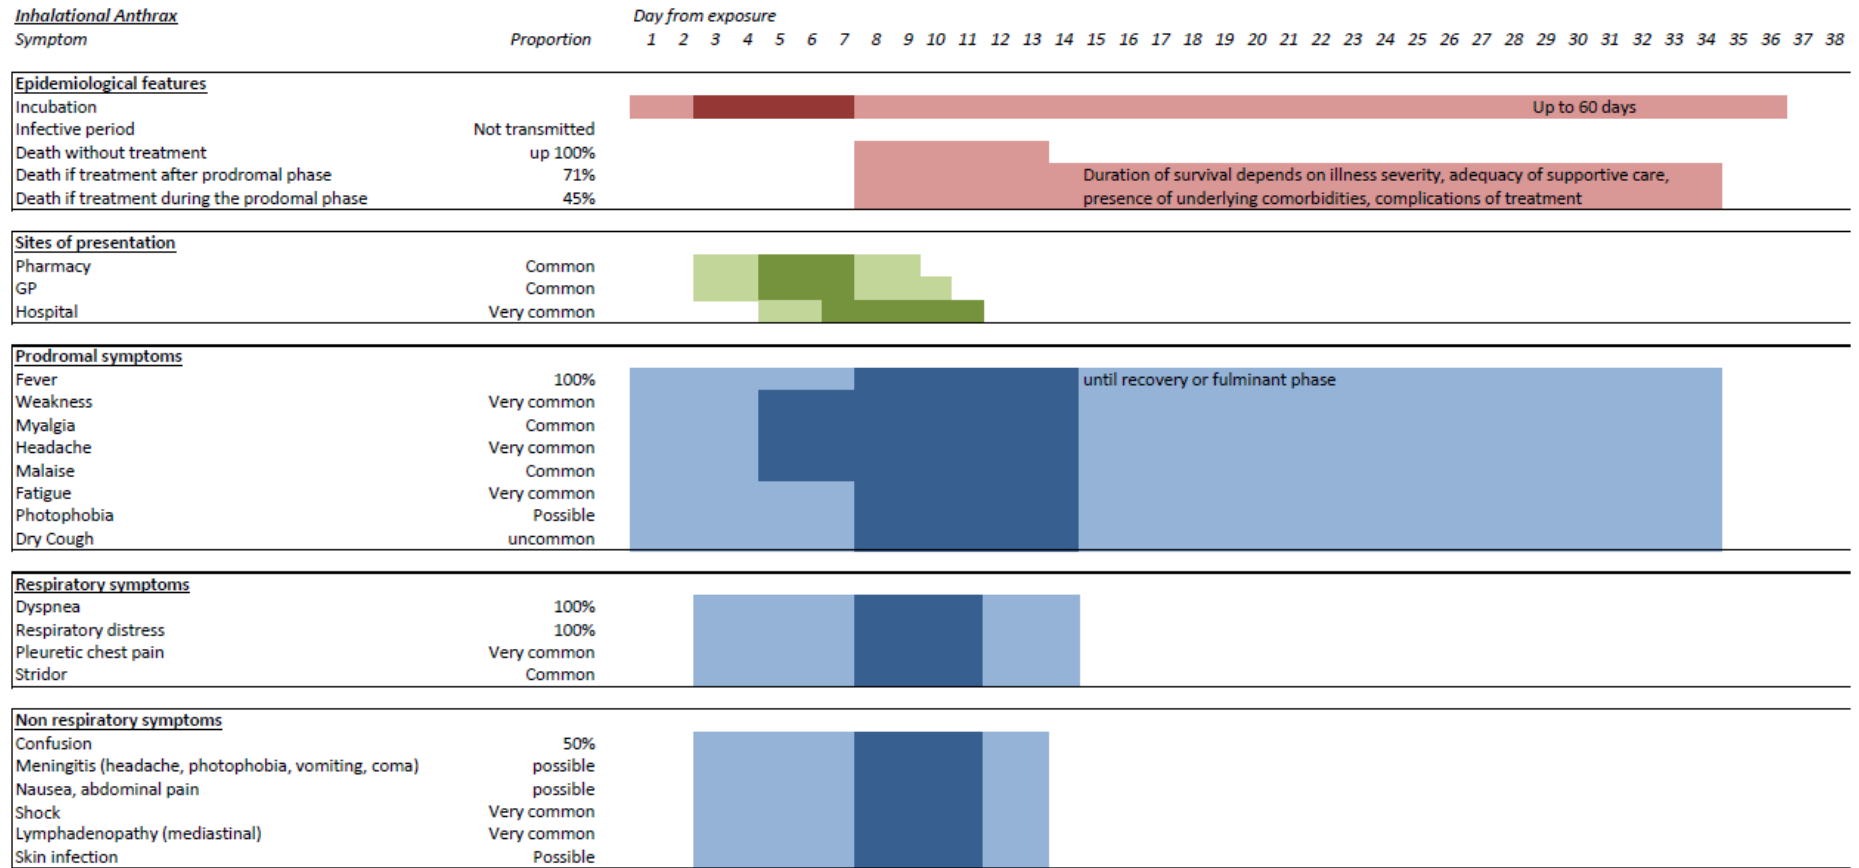 Inhalational Anthrax Day from exposure
Symptom Proportion 1 2 3 4 5 6 7 8 9 10 11 12 13 14 15 16 17 18 19 20 21 22 23 24 25 26 27 28 29 30 31 32 33 34 35 36 37 38
Epidemiological features
Incubation Up to 60 days
Infective period Not transmitted
Death without treatment up 100%
Death if treatment after prodromal phase 71% Duration of survival depends on illness severity, adequacy of supportive care,
Death if treatment during the prodomal phase 45% presence of underlying comorbidities, complications of treatment
Sites of presentation
Pharmacy Common
GP Common
Hospital Very common
Prodromal symptoms
Fever 100% until recovery or fulminant phase
Weakness Very common
Myalgia Common
Headache Very common
Malaise Common
Fatigue Very common
Photophobia Possible
Dry Cough uncommon
Respiratory symptoms
Dyspnea 100%
Respiratory distress 100%
Pleuretic chest pain Very common
Stridor Common
Non respiratory symptoms
Confusion 50%
Meningitis (headache, photophobia, vomiting, coma) possible
Nausea, abdominal pain possible
Shock Very common
Lymphadenopathy (mediastinal) Very common
Skin infection Possible